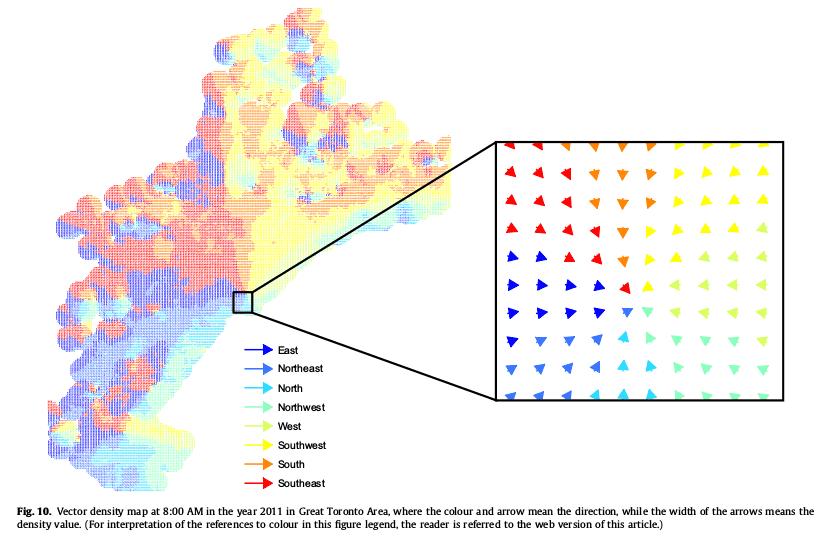 East
Northeast
North
Northwest
West
Southwest
South
Southeast
Fig. 10. Vector density map at 8:00 AM in the year 2011 in Great Toronto Area, where the colour and arrow mean the direction, while the width of the arrows means the
density value. (For interpretation of the references to colour in this figure legend, the reader is referred to the web version of this article.)